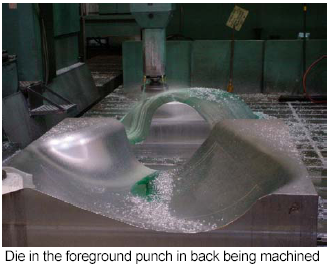 Die in the foreground punch in back being machined